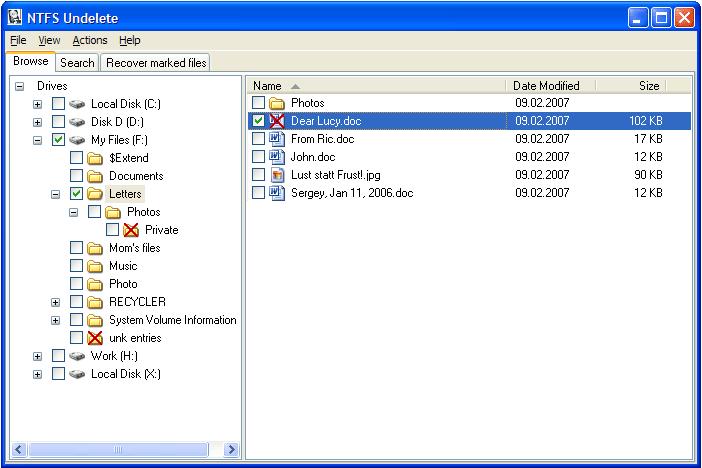 NTFS Undelete
File View Actions Help
Browse Search Recover marked files
Drives
Local Disk (C:)
Disk D (D:)
My Files (F:)
$Extend
Documents
Letters
Photos
Private
Mom's files
Music
Photo
RECYCLER
System Volume Information
unk entries
Work (H:)
Local Disk (X:)
Name Date Modified Size
Photos 09.02.2007
Dear Lucy.doc 09.02.2007 102 KB
From Ric.doc 09.02.2007 17 KB
John.doc 09.02.2007 12 KB
Lust statt Frust!.jpg 09.02.2007 90 KB
Sergey, Jan 11, 2006.doc 09.02.2007 12 KB